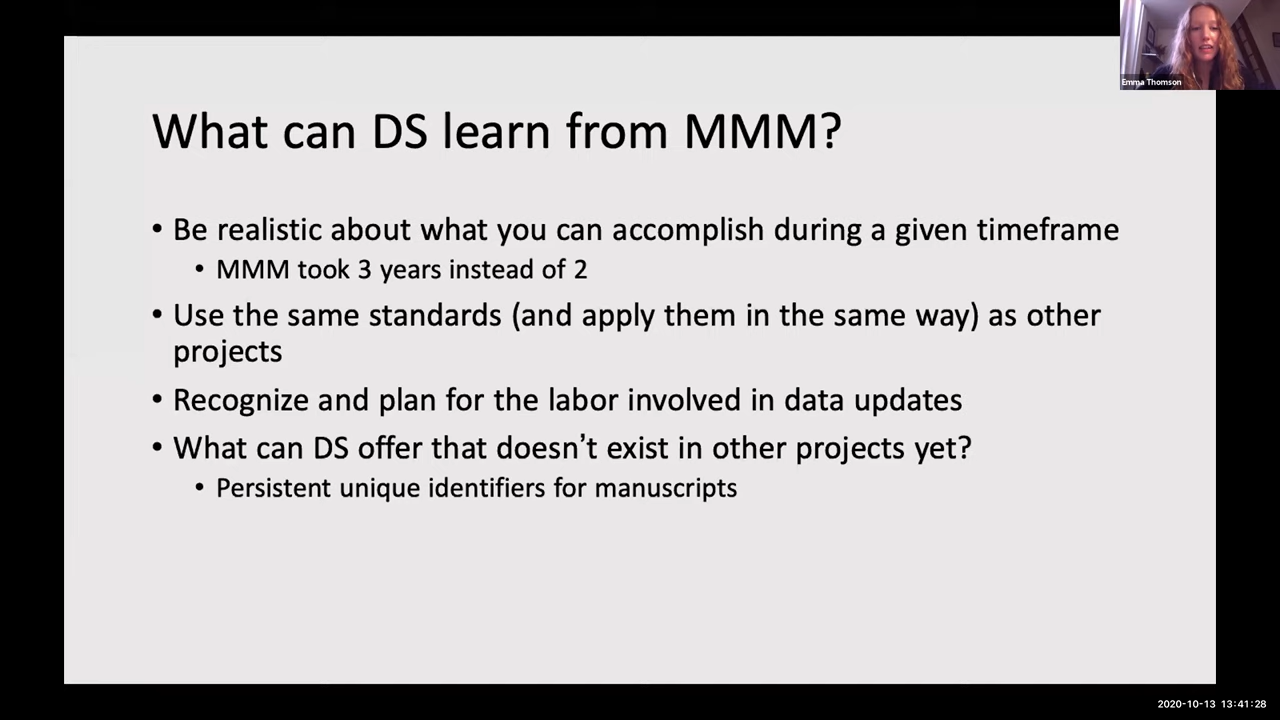 Emma Thomson
What can DS learn from MMM?
• Be realistic about what you can accomplish during a given timeframe
• MMM took 3 years instead of 2
• Use the same standards (and apply them in the same way) as other
projects
• Recognize and plan for the labor involved in data updates
• What can DS offer that doesn’t exist in other projects yet?
• Persistent unique identifiers for manuscripts
2020-10-13 13:41:28